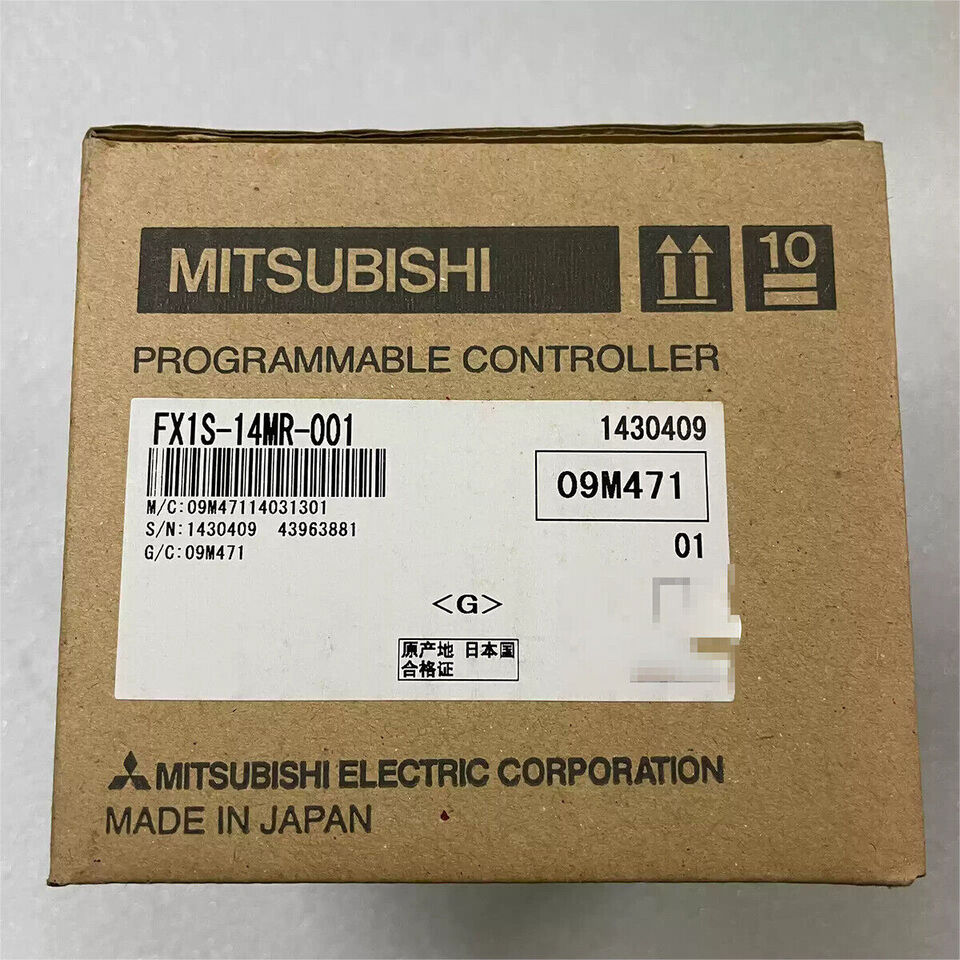 MITSUBISHI
10
PROGRAMMABLE CONTROLLER
FX1S-14MR-001
1430409
09M471
M/C:09M47114031301
S/N:1430409 43963881
G/C:09M471
01
<G>
原产地 日本国
合格证
MITSUBISHI ELECTRIC CORPORATION
MADE IN JAPAN